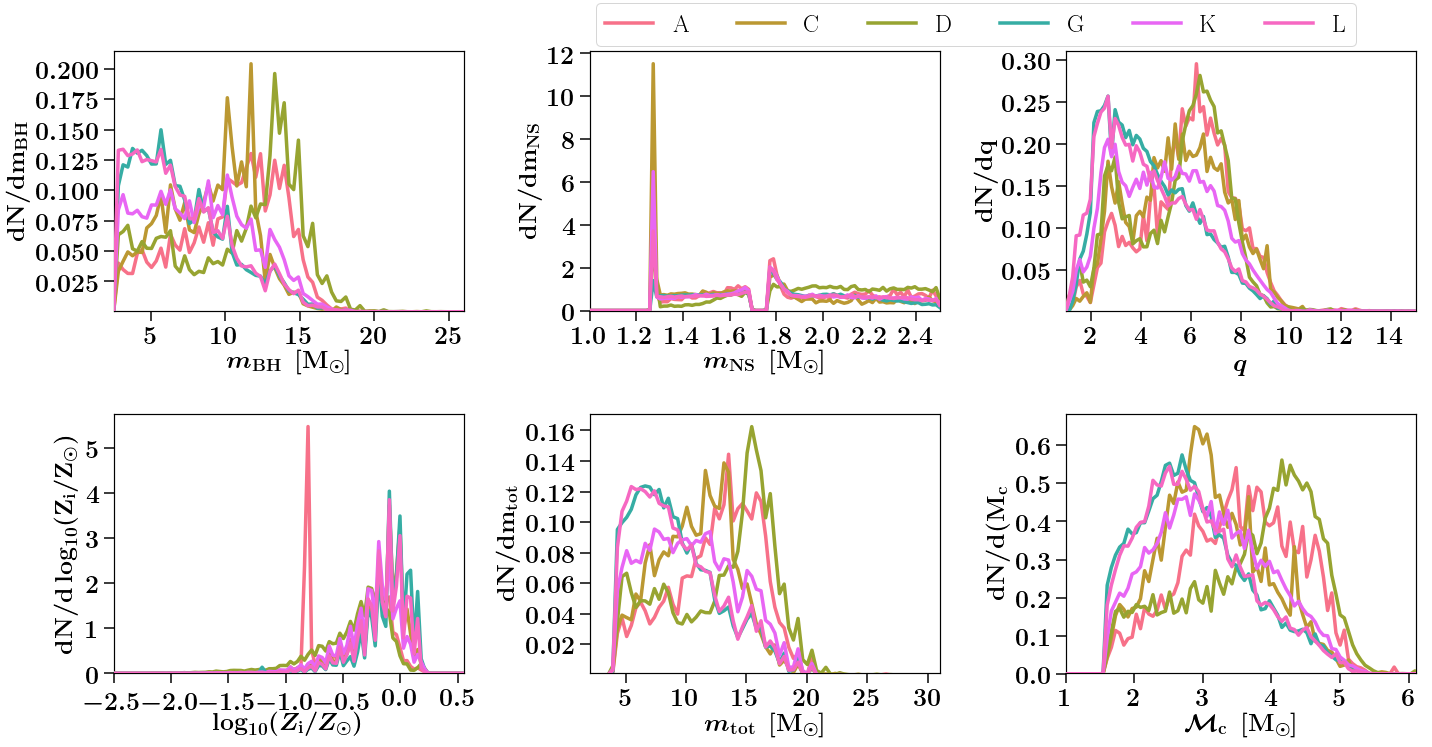 A C D G K L
dN/dm_BH
0.200
0.175
0.150
0.125
0.100
0.075
0.050
0.025
5 10 15 20 25
m_BH [M_⊙]
dN/dm_NS
12
10
8
6
4
2
0
1.0 1.2 1.4 1.6 1.8 2.0 2.2 2.4
m_NS [M_⊙]
dN/dq
0.30
0.25
0.20
0.15
0.10
0.05
2 4 6 8 10 12 14
q
dN/d log₁₀(Z_i/Z_⊙)
5
4
3
2
1
0
−2.5 −2.0 −1.5 −1.0 −0.5 0.0 0.5
log₁₀(Z_i/Z_⊙)
dN/dm_tot
0.16
0.14
0.12
0.10
0.08
0.06
0.04
0.02
5 10 15 20 25 30
m_tot [M_⊙]
dN/d(M_c
0.6
0.5
0.4
0.3
0.2
0.1
0.0
1 2 3 4 5 6
ℳ_c [M_⊙]